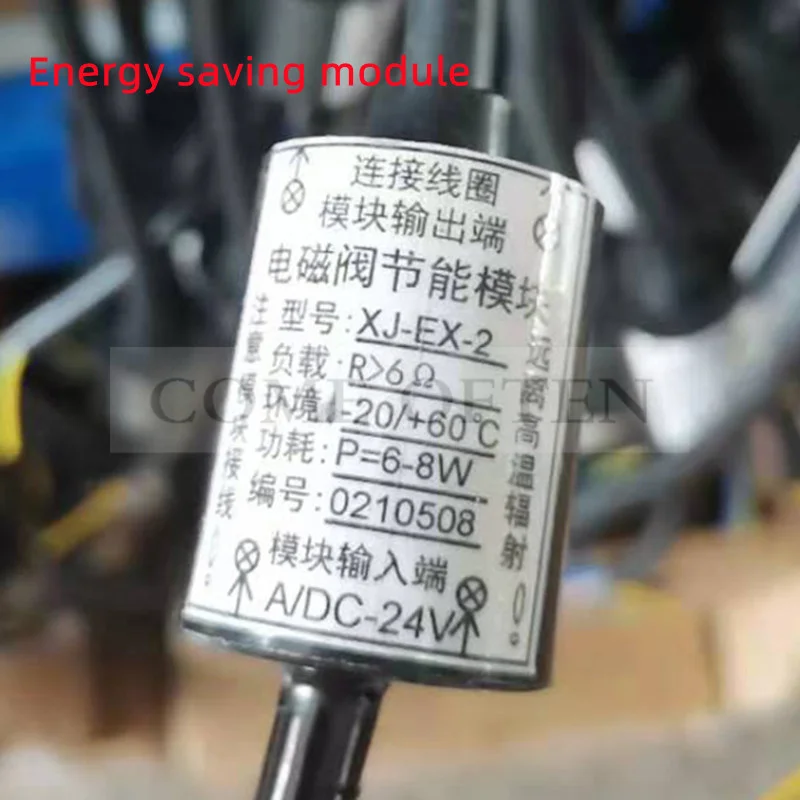 Energy saving module
连接线圈
模块输出端
电磁阀节能模块
型号:XJ-EX-2
负载:R>6Ω
环境:-20/+60℃
功耗:P=6-8W
编号:0210508
注意模块接线
远离高温辐射
模块输入端
A/DC-24V